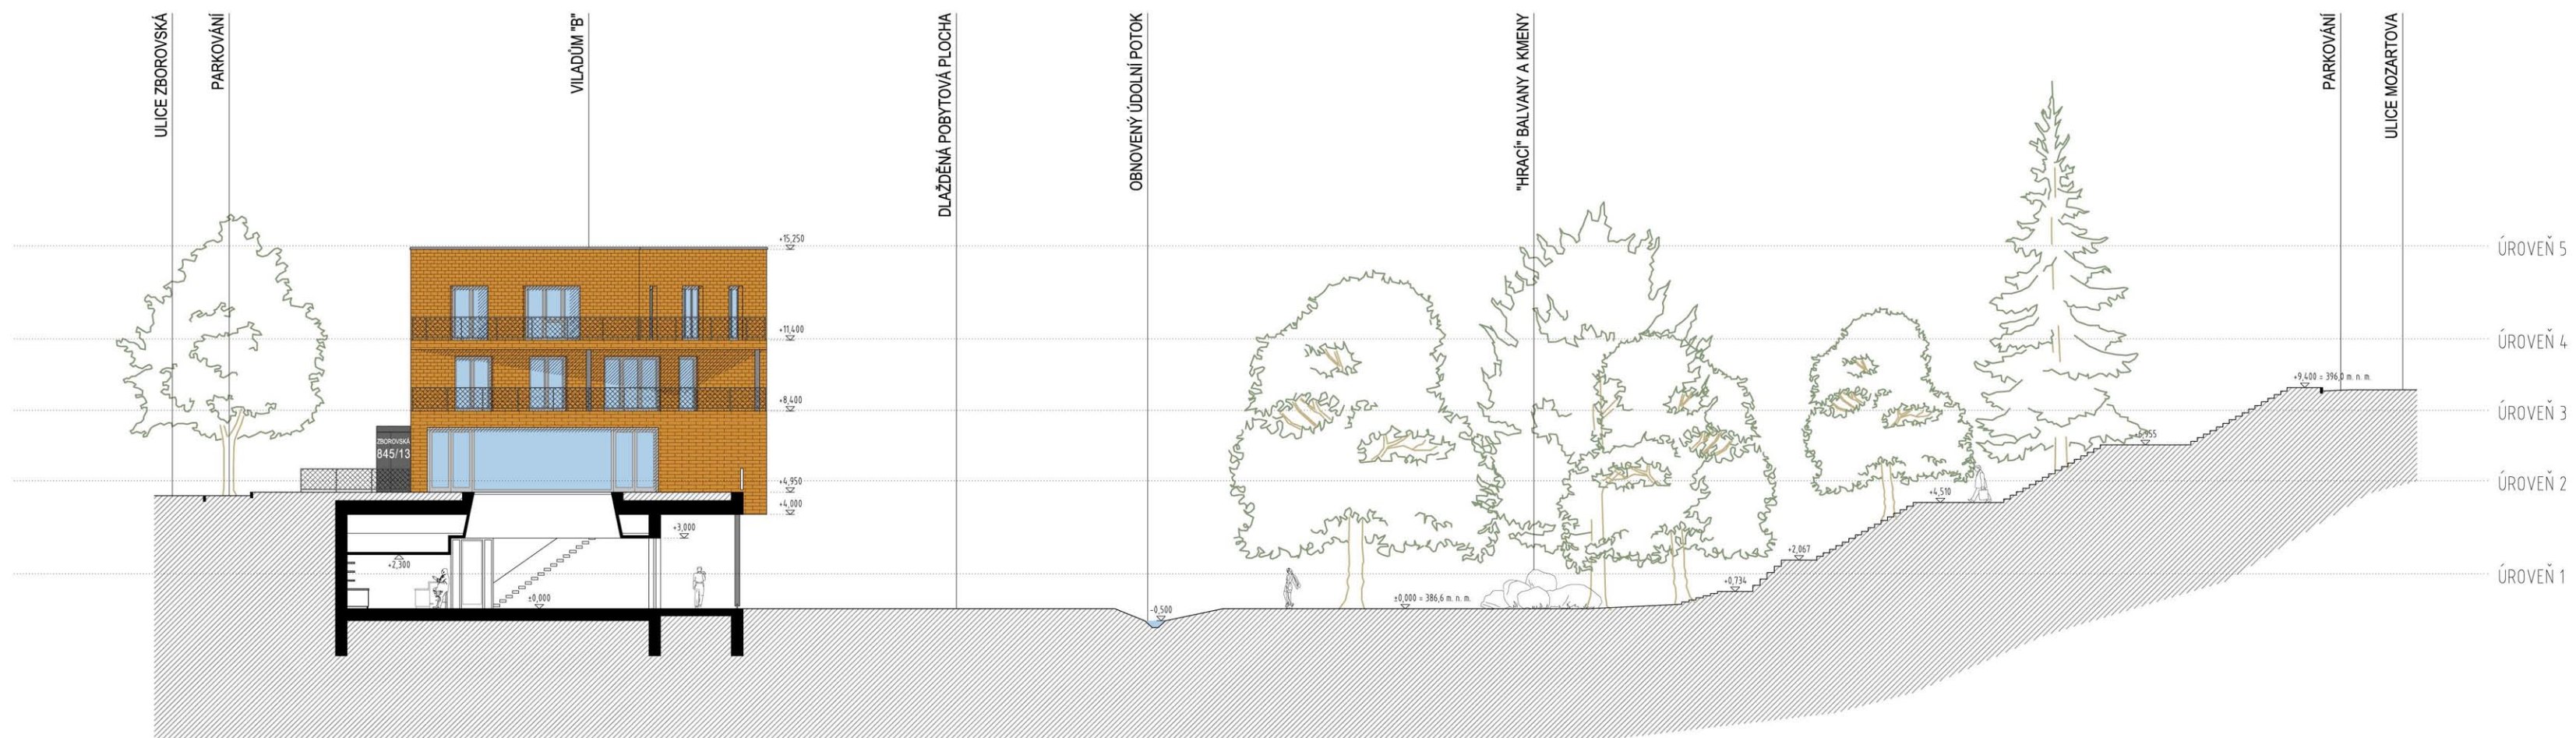 ULICE ZBOROVSKÁ
PARKOVÁNÍ
VILADŮM "B"
DLAŽDĚNÁ POBYTOVÁ PLOCHA
OBNOVENÝ ÚDOLNÍ POTOK
"HRACÍ" BALVANY A KMENY
PARKOVÁNÍ
ULICE MOZARTOVA
+15,250
ÚROVEŇ 5
+11,400
ÚROVEŇ 4
+9,400 = 396,0 m. n. m.
+8,400
ÚROVEŇ 3
ZBOROVSKÁ
845/13
+4,950
ÚROVEŇ 2
+4,510
+4,000
+3,000
+2,300
+2,067
ÚROVEŇ 1
+0,734
±0,000
±0,000 = 386,6 m. n. m.
-0,500